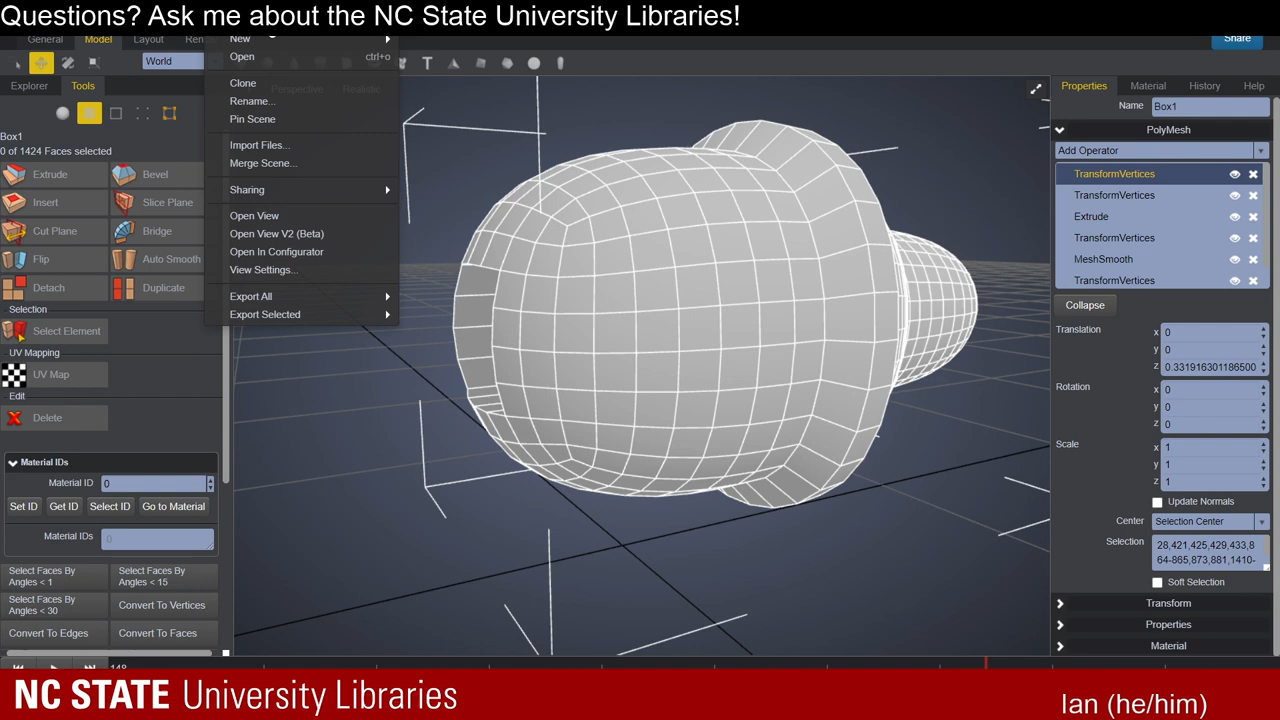 Questions? Ask me about the NC State University Libraries!
General Model Layout Share
World
New
Open ctrl+o
Clone
Rename...
Pin Scene
Import Files...
Merge Scene...
Sharing
Open View
Open View V2 (Beta)
Open In Configurator
View Settings...
Export All
Export Selected
Perspective Realistic
Explorer Tools
Box1
0 of 1424 Faces selected
Extrude Bevel
Insert Slice Plane
Cut Plane Bridge
Flip Auto Smooth
Detach Duplicate
Selection
Select Element
UV Mapping
UV Map
Edit
Delete
Material IDs
Material ID 0
Set ID Get ID Select ID Go to Material
Material IDs 0
Select Faces By Angles < 1 Select Faces By Angles < 15
Select Faces By Angles < 30 Convert To Vertices
Convert To Edges Convert To Faces
148
Properties Material History Help
Name Box1
PolyMesh
Add Operator
TransformVertices
TransformVertices
Extrude
TransformVertices
MeshSmooth
TransformVertices
Collapse
Translation x 0
y 0
z 0.331916301186500
Rotation x 0
y 0
z 0
Scale x 1
y 1
z 1
Update Normals
Center Selection Center
Selection 28,421,425,429,433,8
64-865,873,881,1410-
Soft Selection
Transform
Properties
Material
NC STATE University Libraries
Ian (he/him)